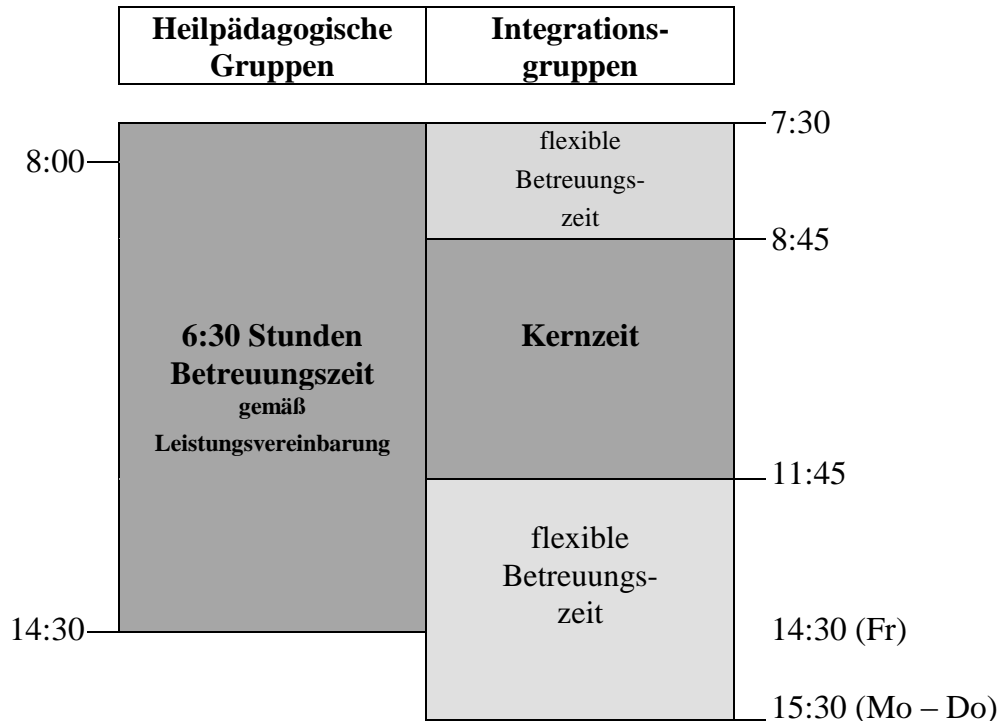 Heilpädagogische
Gruppen
Integrations-
gruppen
7:30
8:00
flexible
Betreuungs-
zeit
8:45
6:30 Stunden
Betreuungszeit
gemäß
Leistungsvereinbarung
Kernzeit
11:45
flexible
Betreuungs-
zeit
14:30
14:30 (Fr)
15:30 (Mo – Do)